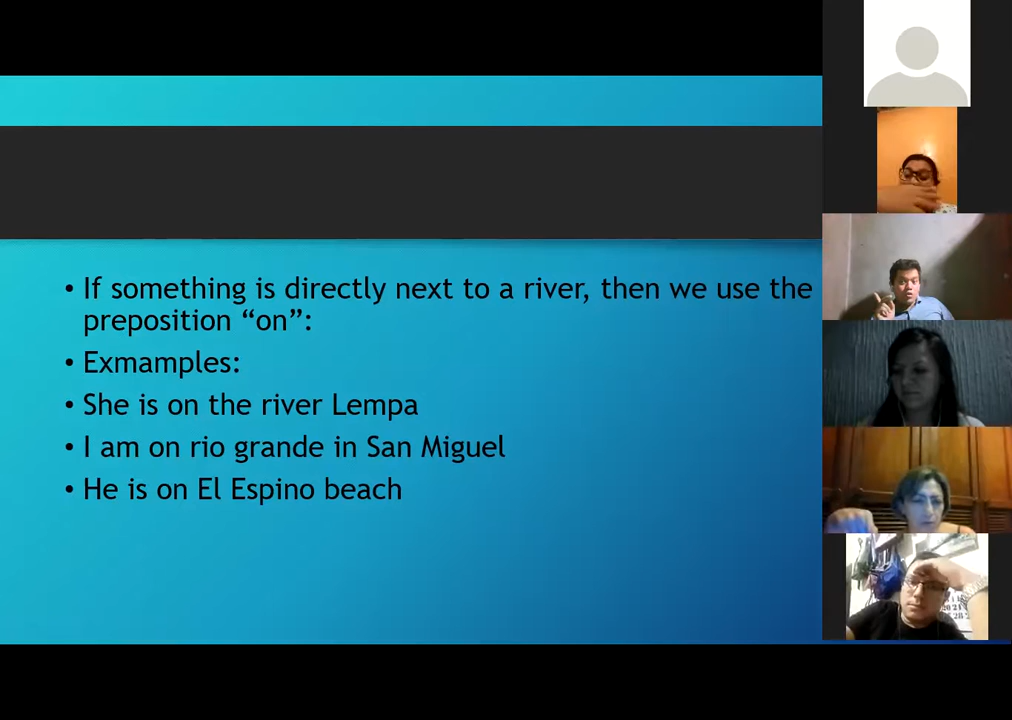 • If something is directly next to a river, then we use the
preposition “on”:
• Exmamples:
• She is on the river Lempa
• I am on rio grande in San Miguel
• He is on El Espino beach